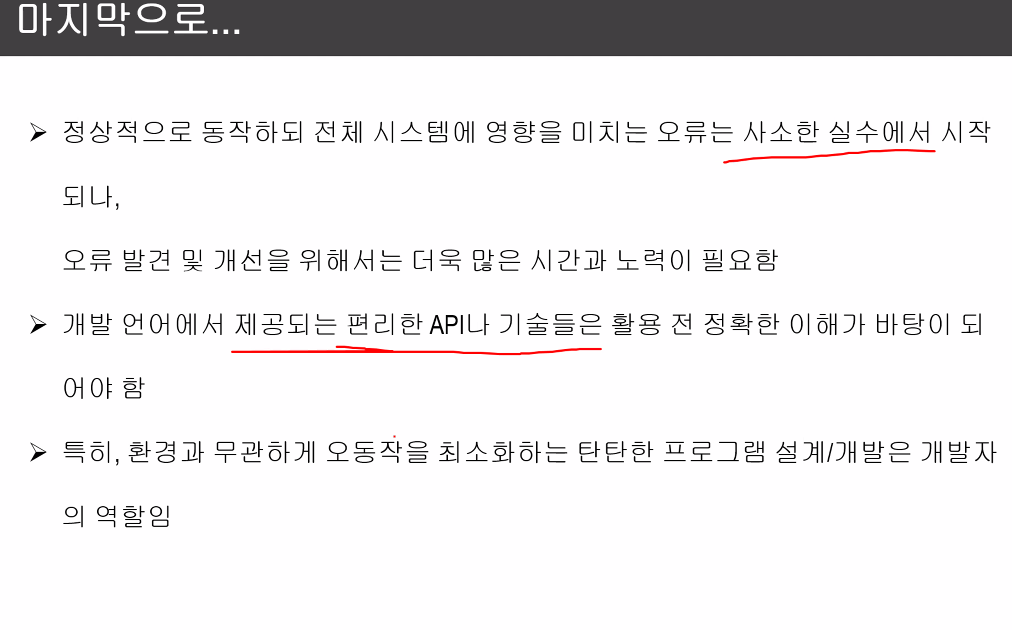 마지막으로...
➢ 정상적으로 동작하되 전체 시스템에 영향을 미치는 오류는 사소한 실수에서 시작
되나,
오류 발견 및 개선을 위해서는 더욱 많은 시간과 노력이 필요함
➢ 개발 언어에서 제공되는 편리한 API나 기술들은 활용 전 정확한 이해가 바탕이 되
어야 함
➢ 특히, 환경과 무관하게 오동작을 최소화하는 탄탄한 프로그램 설계/개발은 개발자
의 역할임